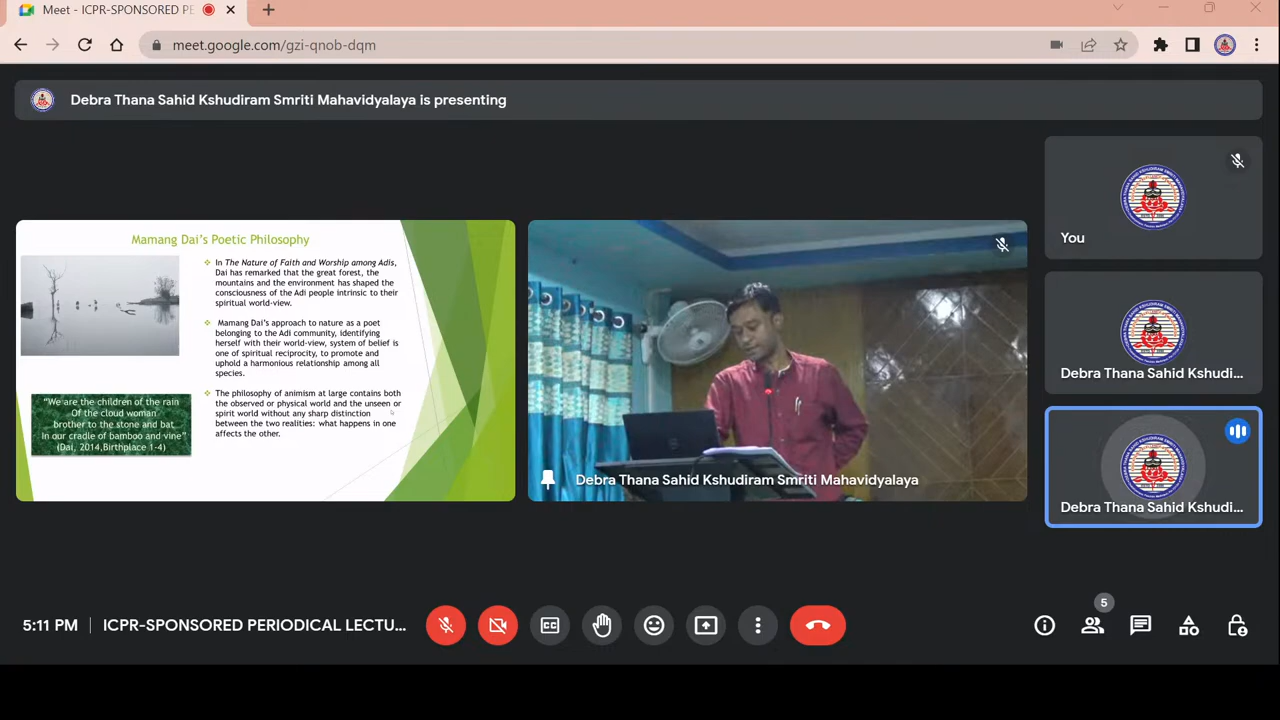 Meet - ICPR-SPONSORED PE
meet.google.com/gzi-qnob-dqm
Debra Thana Sahid Kshudiram Smriti Mahavidyalaya is presenting
Mamang Dai's Poetic Philosophy
In The Nature of Faith and Worship among Adis,
Dai has remarked that the great forest, the
mountains and the environment has shaped the
consciousness of the Adi people intrinsic to their
spiritual world-view.
Mamang Dai's approach to nature as a poet
belonging to the Adi community, identifying
herself with their world-view, system of belief is
one of spiritual reciprocity, to promote and
uphold a harmonious relationship among all
species.
The philosophy of animism at large contains both
the observed or physical world and the unseen or
spirit world without any sharp distinction
between the two realities: what happens in one
affects the other.
"We are the children of the rain
Of the cloud woman
brother to the stone and bat
in our cradle of bamboo and vine"
(Dai, 2014,Birthplace 1-4)
Debra Thana Sahid Kshudiram Smriti Mahavidyalaya
You
Debra Thana Sahid Kshudi...
Debra Thana Sahid Kshudi...
5:11 PM | ICPR-SPONSORED PERIODICAL LECTU...
CC
5